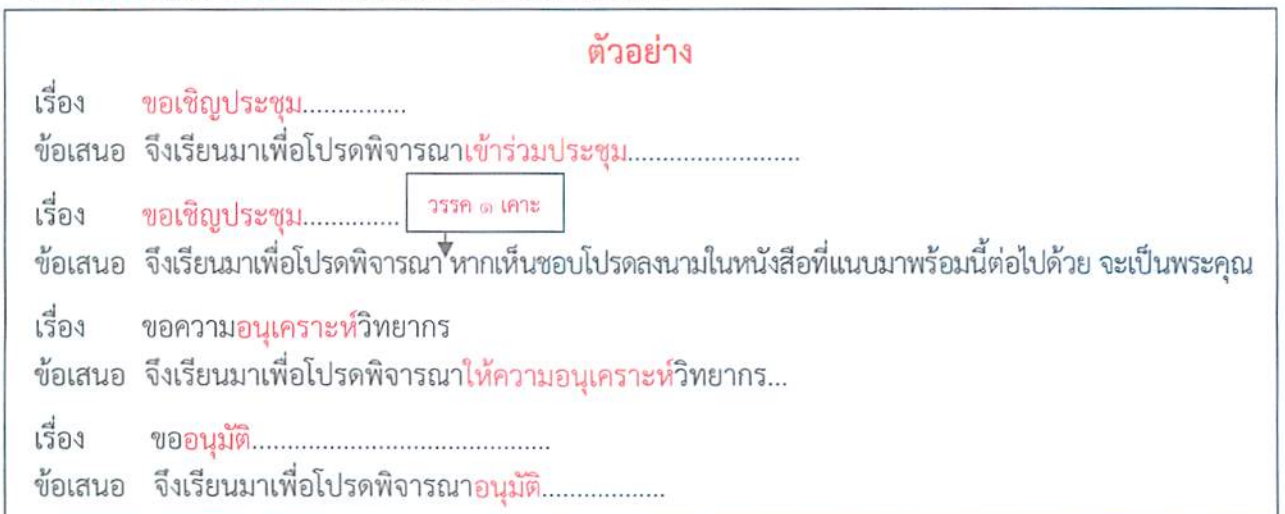 ตัวอย่าง
เรื่อง ขอเชิญประชุม...............
ข้อเสนอ จึงเรียนมาเพื่อโปรดพิจารณาเข้าร่วมประชุม.........................
เรื่อง ขอเชิญประชุม..............
วรรค ๑ เคาะ
ข้อเสนอ จึงเรียนมาเพื่อโปรดพิจารณา หากเห็นชอบโปรดลงนามในหนังสือที่แนบมาพร้อมนี้ต่อไปด้วย จะเป็นพระคุณ
เรื่อง ขอความอนุเคราะห์วิทยากร
ข้อเสนอ จึงเรียนมาเพื่อโปรดพิจารณาให้ความอนุเคราะห์วิทยากร...
เรื่อง ขออนุมัติ...........................................
ข้อเสนอ จึงเรียนมาเพื่อโปรดพิจารณาอนุมัติ..................